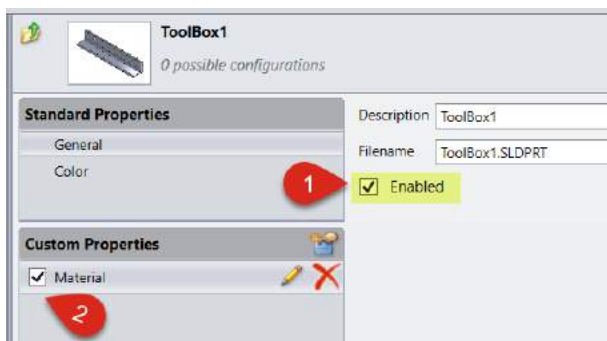 ToolBox1
0 possible configurations
Standard Properties
General
Color
Description ToolBox1
Filename ToolBox1.SLDPRT
1
Enabled
Custom Properties
Material
2